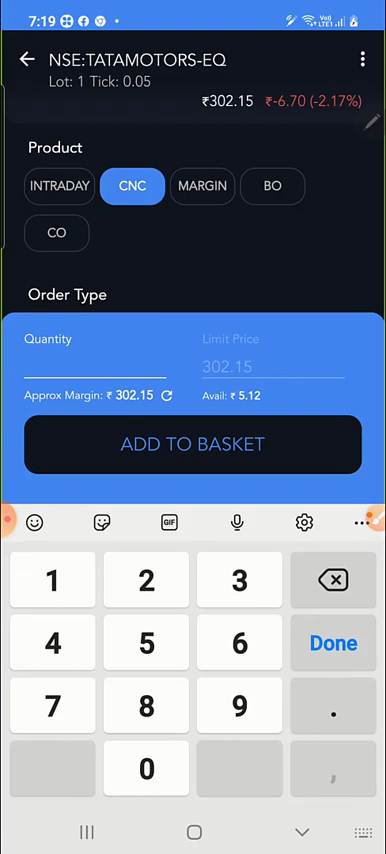 7:19
NSE:TATAMOTORS-EQ
Lot: 1 Tick: 0.05
₹302.15 ₹-6.70 (-2.17%)
Product
INTRADAY CNC MARGIN BO
CO
Order Type
Quantity Limit Price
302.15
Approx Margin: ₹ 302.15 Avail: ₹ 5.12
ADD TO BASKET
GIF
1 2 3
4 5 6 Done
7 8 9 .
0 ,